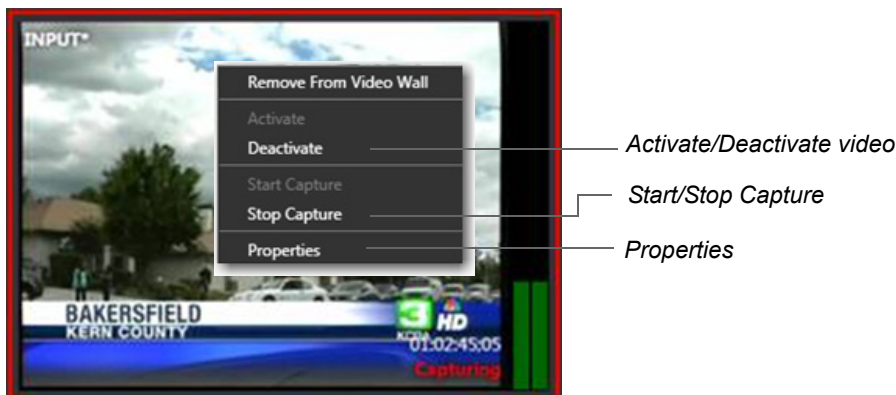 INPUT*
Remove From Video Wall
Activate
Deactivate
Start Capture
Stop Capture
Properties
Activate/Deactivate video
Start/Stop Capture
Properties
BAKERSFIELD
KERN COUNTY
3 HD
01:02:45;05
Capturing